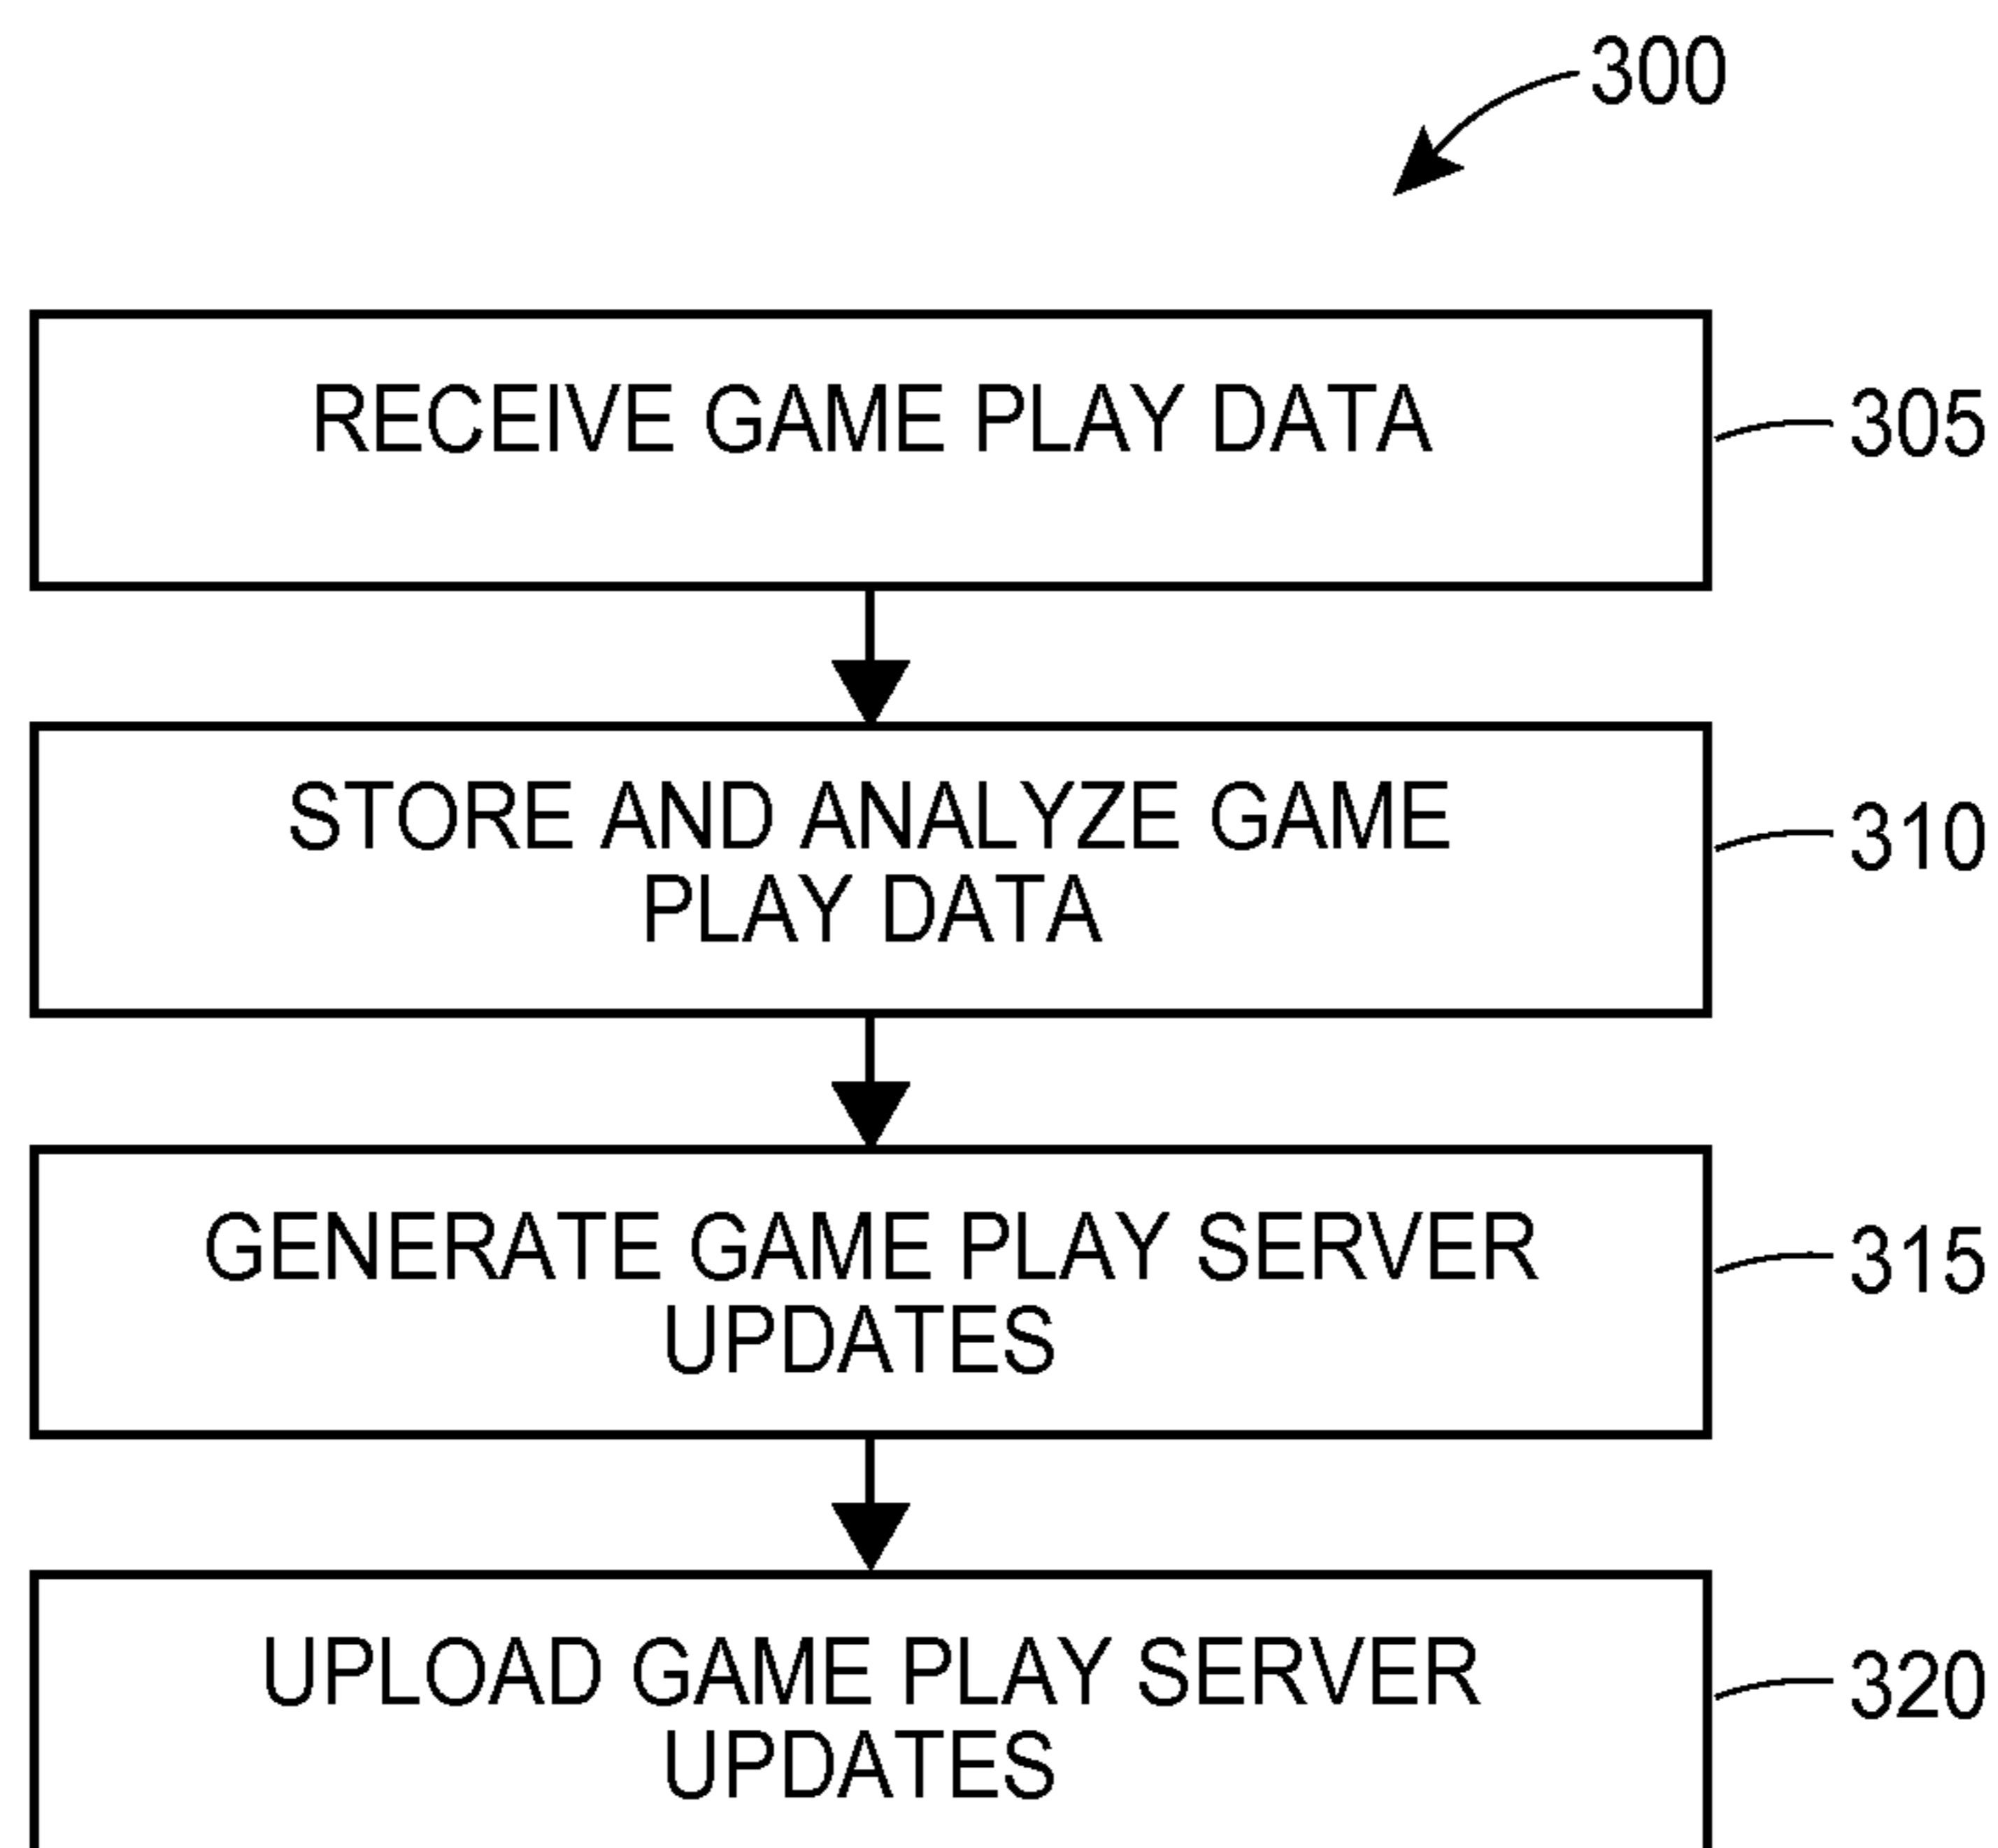 300
RECEIVE GAME PLAY DATA
305
STORE AND ANALYZE GAME
PLAY DATA
310
GENERATE GAME PLAY SERVER
UPDATES
315
UPLOAD GAME PLAY SERVER
UPDATES
320